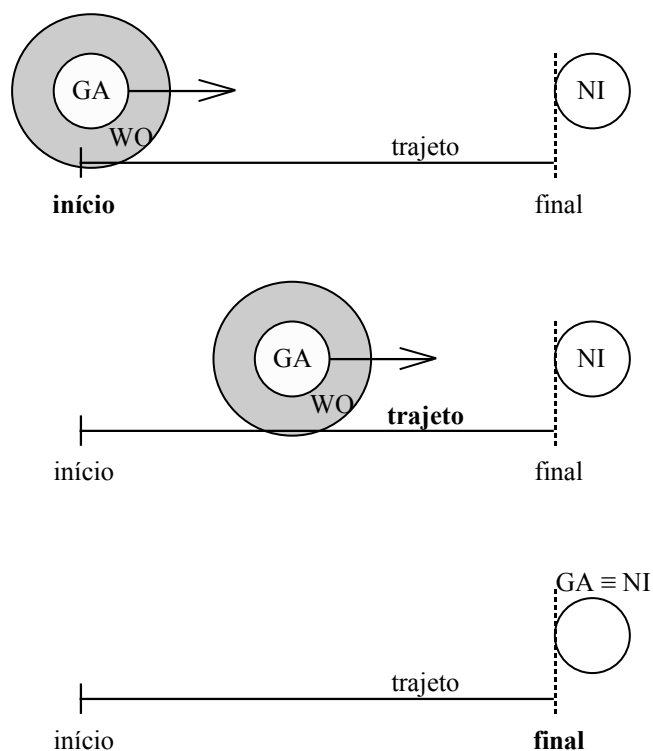 GA NI
WO
trajeto
início final
GA NI
WO
trajeto
início final
GA ≡ NI
trajeto
início final